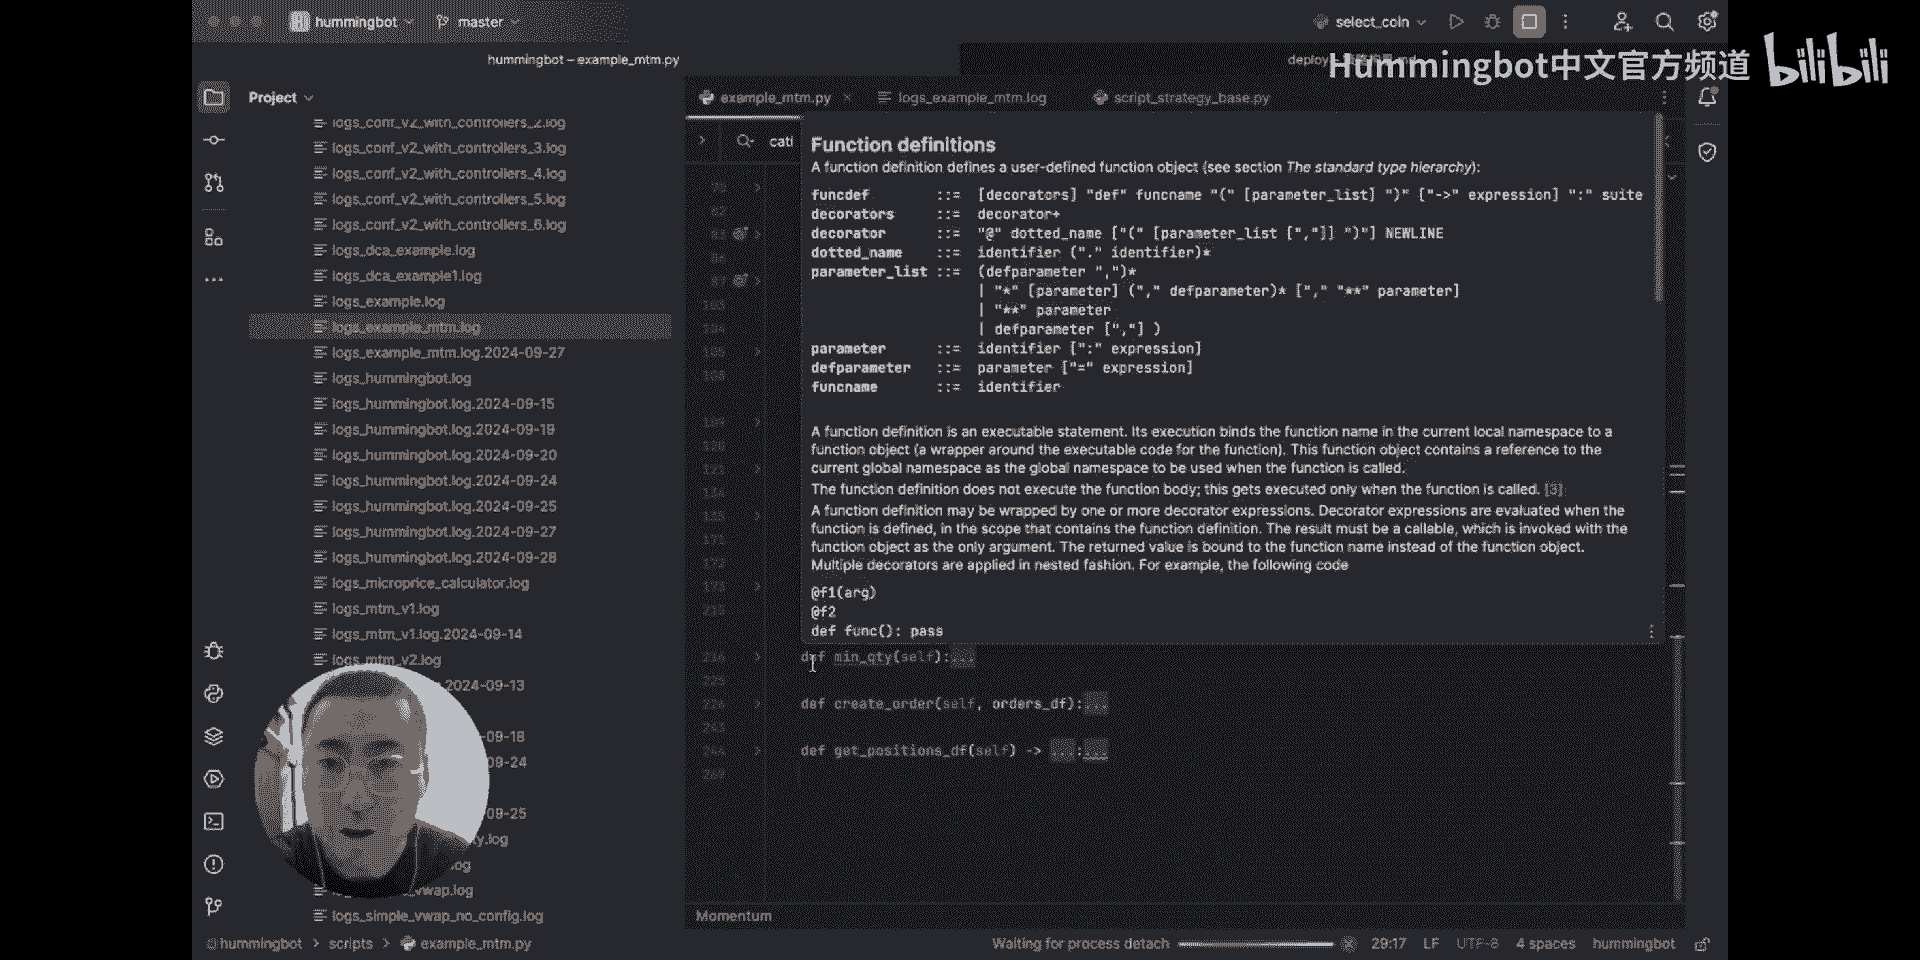 hummingbot
master
select_coin
hummingbot – example_mtm.py
deploy
Hummingbot中文官方频道
bilibili
Project
example_mtm.py
logs_example_mtm.log
script_strategy_base.py
cati
logs_conf_v2_with_controllers_2.log
logs_conf_v2_with_controllers_3.log
logs_conf_v2_with_controllers_4.log
logs_conf_v2_with_controllers_5.log
logs_conf_v2_with_controllers_6.log
logs_dca_example.log
logs_dca_example1.log
logs_example.log
logs_example_mtm.log
logs_example_mtm.log.2024-09-27
logs_hummingbot.log
logs_hummingbot.log.2024-09-15
logs_hummingbot.log.2024-09-19
logs_hummingbot.log.2024-09-20
logs_hummingbot.log.2024-09-24
logs_hummingbot.log.2024-09-25
logs_hummingbot.log.2024-09-27
logs_hummingbot.log.2024-09-28
logs_microprice_calculator.log
logs_mtm_v1.log
logs_mtm_v1.log.2024-09-14
logs_mtm_v2.log
2024-09-13
-09-18
-09-24
09-25
.log
vwap.log
logs_simple_vwap_no_config.log
Function definitions
A function definition defines a user-defined function object (see section The standard type hierarchy):
funcdef ::= [decorators] "def" funcname "(" [parameter_list] ")" ["->" expression] ":" suite
decorators ::= decorator+
decorator ::= "@" dotted_name ["(" [parameter_list [","]] ")"] NEWLINE
dotted_name ::= identifier ("." identifier)*
parameter_list ::= (defparameter ",")*
| "*" [parameter] ("," defparameter)* ["," "**" parameter]
| "**" parameter
| defparameter [","] )
parameter ::= identifier [":" expression]
defparameter ::= parameter ["=" expression]
funcname ::= identifier
A function definition is an executable statement. Its execution binds the function name in the current local namespace to a
function object (a wrapper around the executable code for the function). This function object contains a reference to the
current global namespace as the global namespace to be used when the function is called.
The function definition does not execute the function body; this gets executed only when the function is called. [3]
A function definition may be wrapped by one or more decorator expressions. Decorator expressions are evaluated when the
function is defined, in the scope that contains the function definition. The result must be a callable, which is invoked with the
function object as the only argument. The returned value is bound to the function name instead of the function object.
Multiple decorators are applied in nested fashion. For example, the following code
@f1(arg)
@f2
def func(): pass
def min_qty(self):...
225
226 def create_order(self, orders_df):...
243
244 def get_positions_df(self) -> ...:...
269
Momentum
hummingbot > scripts > example_mtm.py
Waiting for process detach
29:17 LF UTF-8 4 spaces hummingbot